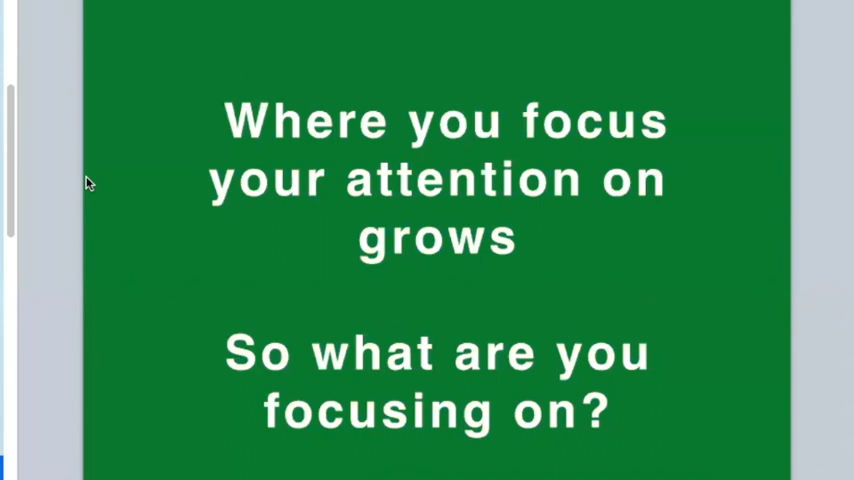 Where you focus
your attention on
grows
So what are you
focusing on?